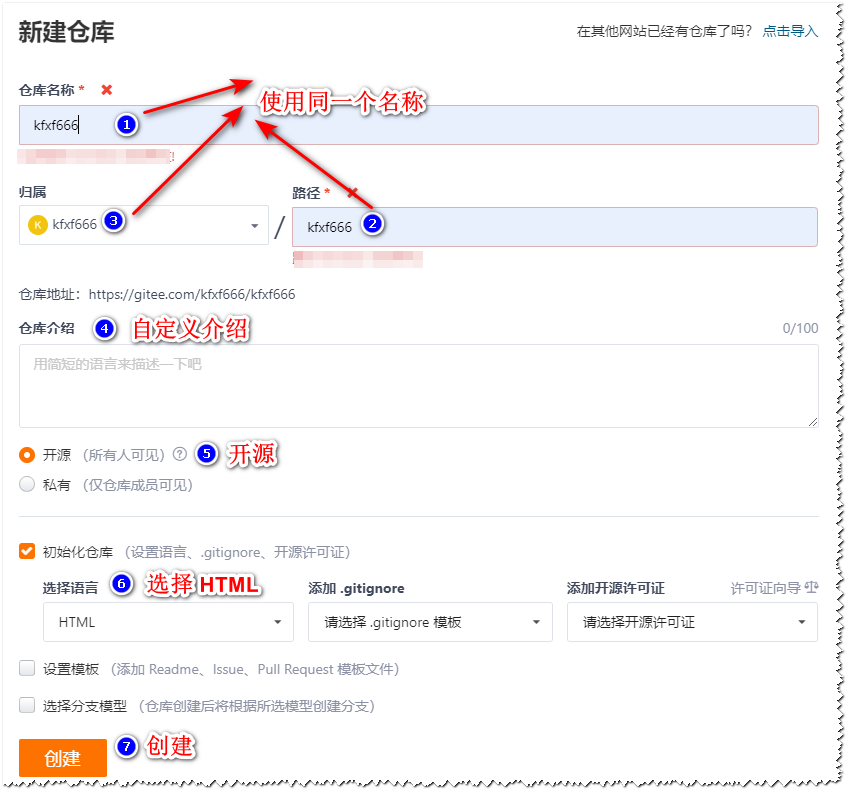 新建仓库
在其他网站已经有仓库了吗? 点击导入
仓库名称 *
使用同一个名称
kfxf666 1
归属
路径 *
K kfxf666 3 / kfxf666 2
仓库地址: https://gitee.com/kfxf666/kfxf666
仓库介绍 4 自定义介绍 0/100
用简短的语言来描述一下吧
开源 (所有人可见) ? 5 开源
私有 (仅仓库成员可见)
初始化仓库 (设置语言、.gitignore、开源许可证)
选择语言 6 选择 HTML 添加 .gitignore 添加开源许可证 许可证向导
HTML 请选择 .gitignore 模板 请选择开源许可证
设置模板 (添加 Readme、Issue、Pull Request 模板文件)
选择分支模型 (仓库创建后将根据所选模型创建分支)
创建 7 创建